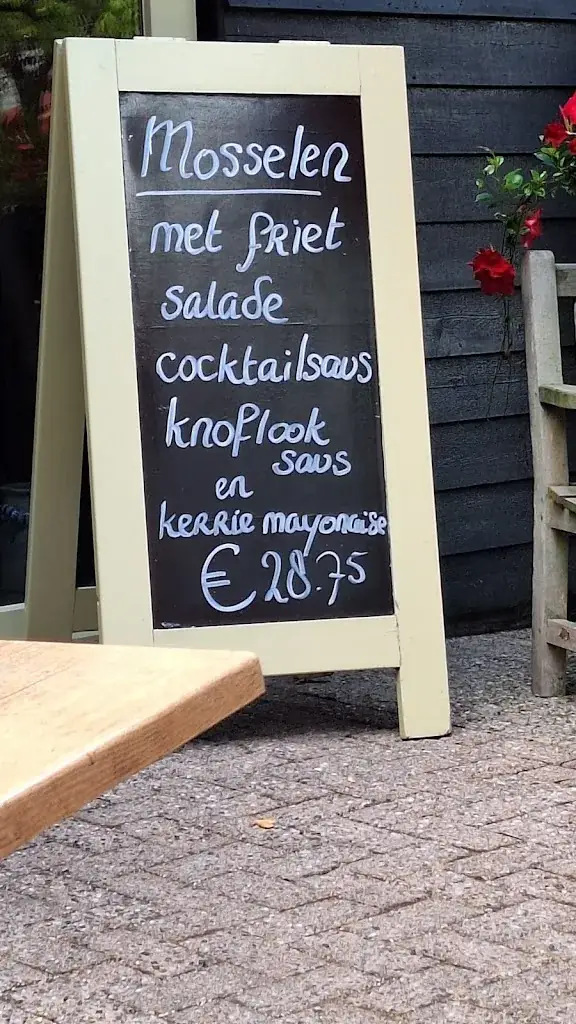 Mosselen
met friet
salade
cocktailsaus
knoflook
saus
en
kerrie mayonaise
€ 28.75